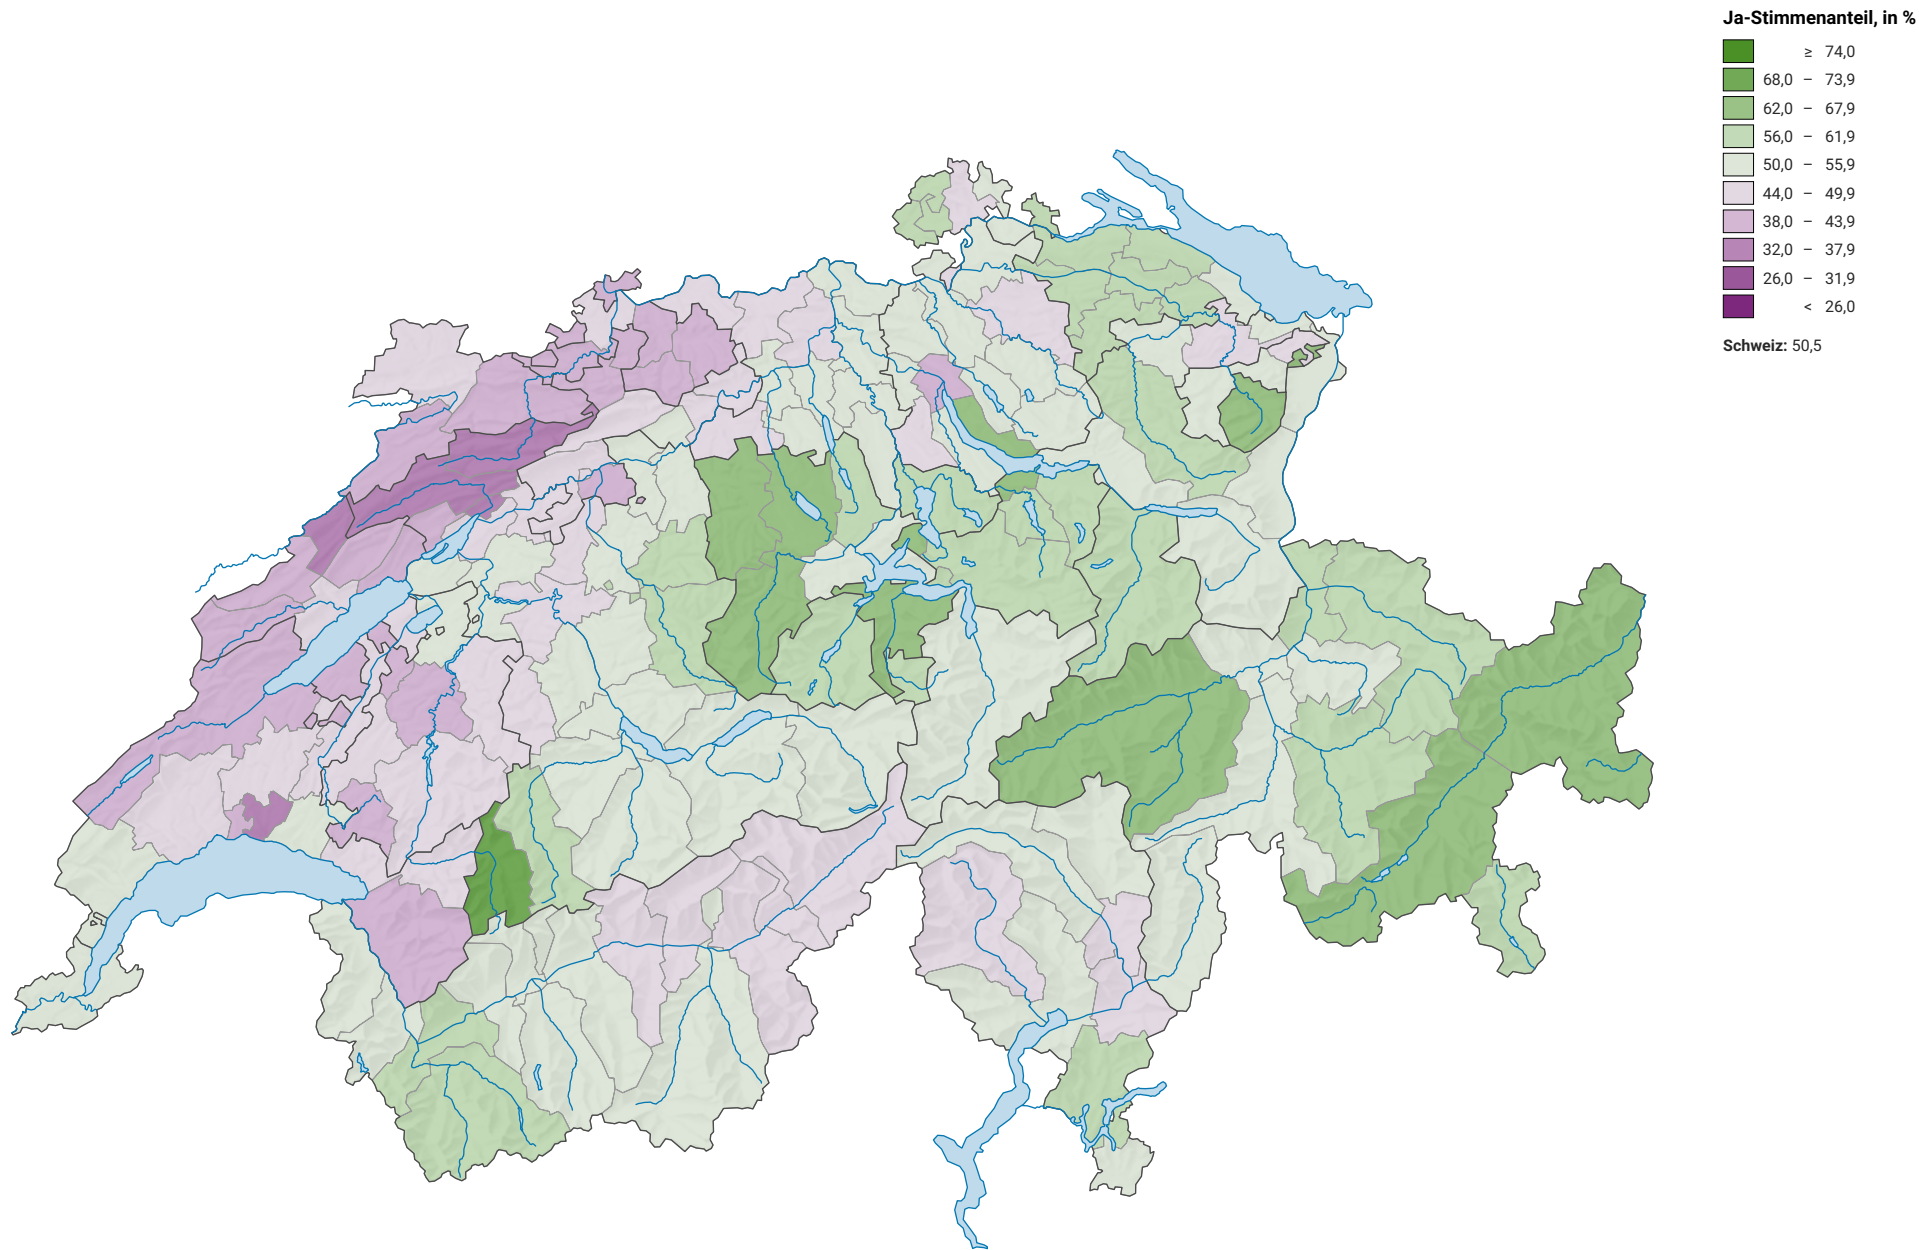 Ja-Stimmenanteil, in %
≥ 74,0
68,0 – 73,9
62,0 – 67,9
56,0 – 61,9
50,0 – 55,9
44,0 – 49,9
38,0 – 43,9
32,0 – 37,9
26,0 – 31,9
< 26,0
Schweiz: 50,5